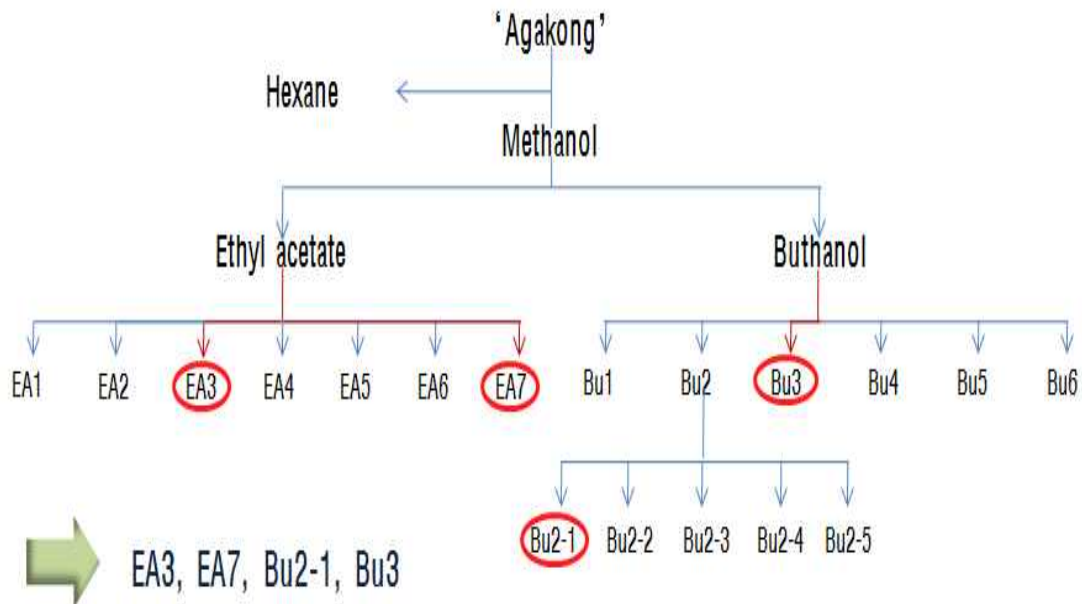 ‘Agakong’
Hexane
Methanol
Ethyl acetate Buthanol
EA1 EA2 EA3 EA4 EA5 EA6 EA7 Bu1 Bu2 Bu3 Bu4 Bu5 Bu6
Bu2-1 Bu2-2 Bu2-3 Bu2-4 Bu2-5
EA3, EA7, Bu2-1, Bu3